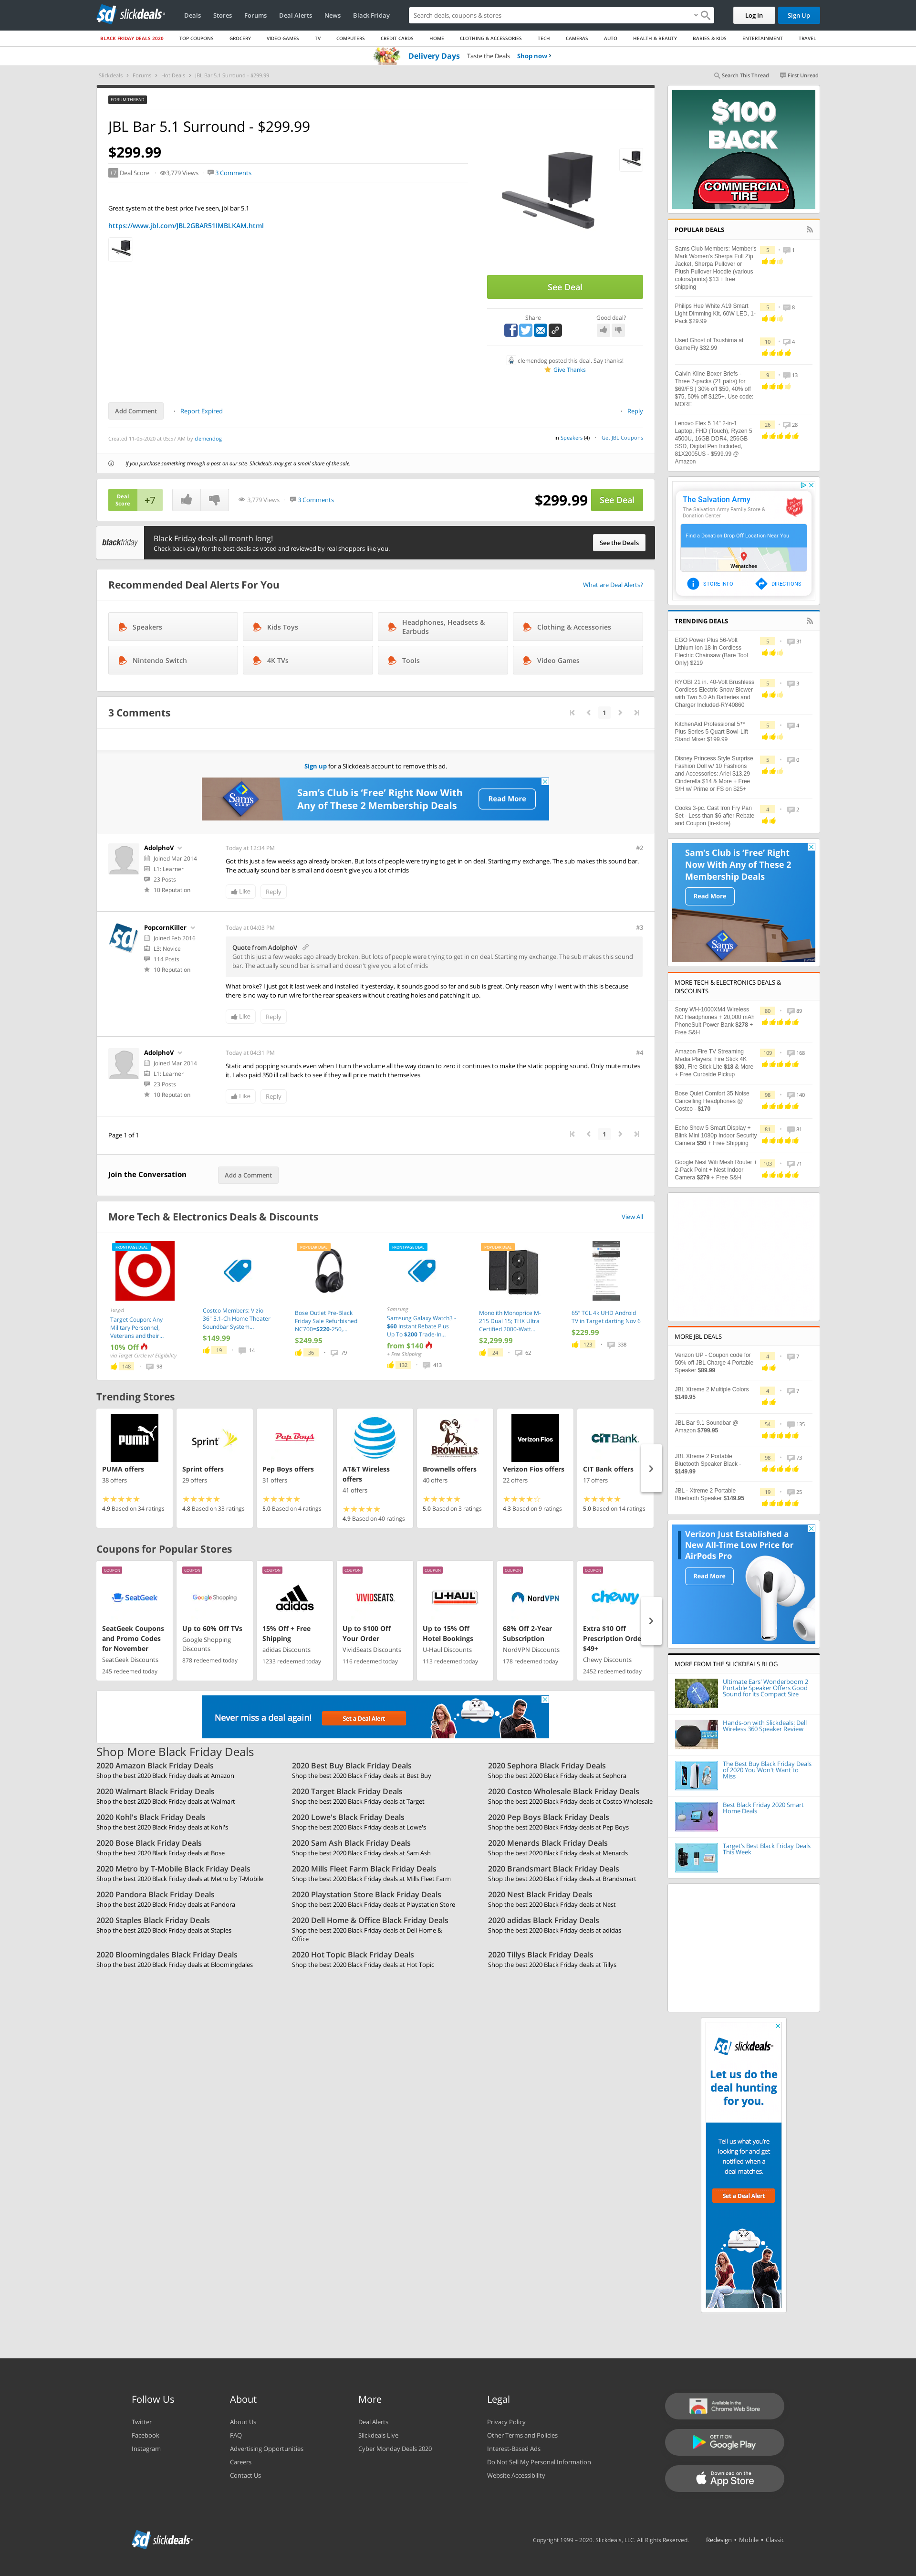 slickdeals
Deals Stores Forums Deal Alerts News Black Friday
Search deals, coupons & stores
Log In Sign Up
BLACK FRIDAY DEALS 2020 TOP COUPONS GROCERY VIDEO GAMES TV COMPUTERS CREDIT CARDS HOME CLOTHING & ACCESSORIES TECH CAMERAS AUTO HEALTH & BEAUTY BABIES & KIDS ENTERTAINMENT TRAVEL
Delivery Days Taste the Deals Shop now
Slickdeals Forums Hot Deals JBL Bar 5.1 Surround - $299.99
Search This Thread First Unread
FORUM THREAD
JBL Bar 5.1 Surround - $299.99
$299.99
+7 Deal Score 3,779 Views 3 Comments
Great system at the best price i've seen, jbl bar 5.1
https://www.jbl.com/JBL2GBAR51IMBLKAM.html
See Deal
Share Good deal?
clemendog posted this deal. Say thanks!
Give Thanks
Add Comment Report Expired Reply
Created 11-05-2020 at 05:57 AM by clemendog
in Speakers (4) Get JBL Coupons
If you purchase something through a post on our site, Slickdeals may get a small share of the sale.
Deal Score +7 3,779 Views 3 Comments $299.99 See Deal
blackfriday
Black Friday deals all month long!
Check back daily for the best deals as voted and reviewed by real shoppers like you.
See the Deals
Recommended Deal Alerts For You
What are Deal Alerts?
Speakers
Kids Toys
Headphones, Headsets & Earbuds
Clothing & Accessories
Nintendo Switch
4K TVs
Tools
Video Games
3 Comments
1
Sign up for a Slickdeals account to remove this ad.
Sam's Club
Sam's Club is 'Free' Right Now With
Any of These 2 Membership Deals
Read More
AdolphoV
Joined Mar 2014
L1: Learner
23 Posts
10 Reputation
Today at 12:34 PM
#2
Got this just a few weeks ago already broken. But lots of people were trying to get in on deal. Starting my exchange. The sub makes this sound bar.
The actually sound bar is small and doesn't give you a lot of mids
Like Reply
PopcornKiller
Joined Feb 2016
L3: Novice
114 Posts
10 Reputation
Today at 04:03 PM
#3
Quote from AdolphoV
Got this just a few weeks ago already broken. But lots of people were trying to get in on deal. Starting my exchange. The sub makes this sound
bar. The actually sound bar is small and doesn't give you a lot of mids
What broke? I just got it last week and installed it yesterday, it sounds good so far and sub is great. Only reason why I went with this is because
there is no way to run wire for the rear speakers without creating holes and patching it up.
Like Reply
AdolphoV
Joined Mar 2014
L1: Learner
23 Posts
10 Reputation
Today at 04:31 PM
#4
Static and popping sounds even when I turn the volume all the way down to zero it continues to make the static popping sound. Only mute mutes
it. I also paid 350 ill call back to see if they will price match themselves
Like Reply
Page 1 of 1
1
Join the Conversation Add a Comment
More Tech & Electronics Deals & Discounts
View All
FRONTPAGE DEAL
Target
Target Coupon: Any
Military Personnel,
Veterans and their...
10% Off
via Target Circle w/ Eligibility
148 98
Costco Members: Vizio
36" 5.1-Ch Home Theater
Soundbar System...
$149.99
19 14
POPULAR DEAL
Bose Outlet Pre-Black
Friday Sale Refurbished
NC700=$220-250,...
$249.95
36 79
FRONTPAGE DEAL
Samsung
Samsung Galaxy Watch3 -
$60 Instant Rebate Plus
Up To $200 Trade-In...
from $140
+ Free Shipping
132 413
POPULAR DEAL
Monolith Monoprice M-
215 Dual 15; THX Ultra
Certified 2000-Watt...
$2,299.99
24 62
65" TCL 4k UHD Android
TV in Target darting Nov 6
$229.99
123 338
Trending Stores
PUMA
PUMA offers
38 offers
4.9 Based on 34 ratings
Sprint
Sprint offers
29 offers
4.8 Based on 33 ratings
Pep Boys
Pep Boys offers
31 offers
5.0 Based on 4 ratings
AT&T Wireless
offers
41 offers
4.9 Based on 40 ratings
BROWNELLS
Brownells offers
40 offers
5.0 Based on 3 ratings
Verizon Fios
Verizon Fios offers
22 offers
4.3 Based on 9 ratings
CIT Bank
CIT Bank offers
17 offers
5.0 Based on 14 ratings
Coupons for Popular Stores
COUPON
SeatGeek
SeatGeek Coupons
and Promo Codes
for November
SeatGeek Discounts
245 redeemed today
COUPON
Google Shopping
Up to 60% Off TVs
Google Shopping
Discounts
878 redeemed today
COUPON
adidas
15% Off + Free
Shipping
adidas Discounts
1233 redeemed today
COUPON
VIVIDSEATS
Up to $100 Off
Your Order
VividSeats Discounts
116 redeemed today
COUPON
U-HAUL
Up to 15% Off
Hotel Bookings
U-Haul Discounts
113 redeemed today
COUPON
NordVPN
68% Off 2-Year
Subscription
NordVPN Discounts
178 redeemed today
COUPON
chewy
Extra $10 Off
Prescription Orde
$49+
Chewy Discounts
2452 redeemed today
Never miss a deal again! Set a Deal Alert
Shop More Black Friday Deals
2020 Amazon Black Friday Deals
Shop the best 2020 Black Friday deals at Amazon
2020 Best Buy Black Friday Deals
Shop the best 2020 Black Friday deals at Best Buy
2020 Sephora Black Friday Deals
Shop the best 2020 Black Friday deals at Sephora
2020 Walmart Black Friday Deals
Shop the best 2020 Black Friday deals at Walmart
2020 Target Black Friday Deals
Shop the best 2020 Black Friday deals at Target
2020 Costco Wholesale Black Friday Deals
Shop the best 2020 Black Friday deals at Costco Wholesale
2020 Kohl's Black Friday Deals
Shop the best 2020 Black Friday deals at Kohl's
2020 Lowe's Black Friday Deals
Shop the best 2020 Black Friday deals at Lowe's
2020 Pep Boys Black Friday Deals
Shop the best 2020 Black Friday deals at Pep Boys
2020 Bose Black Friday Deals
Shop the best 2020 Black Friday deals at Bose
2020 Sam Ash Black Friday Deals
Shop the best 2020 Black Friday deals at Sam Ash
2020 Menards Black Friday Deals
Shop the best 2020 Black Friday deals at Menards
2020 Metro by T-Mobile Black Friday Deals
Shop the best 2020 Black Friday deals at Metro by T-Mobile
2020 Mills Fleet Farm Black Friday Deals
Shop the best 2020 Black Friday deals at Mills Fleet Farm
2020 Brandsmart Black Friday Deals
Shop the best 2020 Black Friday deals at Brandsmart
2020 Pandora Black Friday Deals
Shop the best 2020 Black Friday deals at Pandora
2020 Playstation Store Black Friday Deals
Shop the best 2020 Black Friday deals at Playstation Store
2020 Nest Black Friday Deals
Shop the best 2020 Black Friday deals at Nest
2020 Staples Black Friday Deals
Shop the best 2020 Black Friday deals at Staples
2020 Dell Home & Office Black Friday Deals
Shop the best 2020 Black Friday deals at Dell Home &
Office
2020 adidas Black Friday Deals
Shop the best 2020 Black Friday deals at adidas
2020 Bloomingdales Black Friday Deals
Shop the best 2020 Black Friday deals at Bloomingdales
2020 Hot Topic Black Friday Deals
Shop the best 2020 Black Friday deals at Hot Topic
2020 Tillys Black Friday Deals
Shop the best 2020 Black Friday deals at Tillys
$100
BACK
COMMERCIAL
TIRE
POPULAR DEALS
Sams Club Members: Member's
Mark Women's Sherpa Full Zip
Jacket, Sherpa Pullover or
Plush Pullover Hoodie (various
colors/prints) $13 + free
shipping
5 1
Philips Hue White A19 Smart
Light Dimming Kit, 60W LED, 1-
Pack $29.99
5 8
Used Ghost of Tsushima at
GameFly $32.99
10 4
Calvin Kline Boxer Briefs -
Three 7-packs (21 pairs) for
$69/FS | 30% off $50, 40% off
$75, 50% off $125+. Use code:
MORE
9 13
Lenovo Flex 5 14" 2-in-1
Laptop, FHD (Touch), Ryzen 5
4500U, 16GB DDR4, 256GB
SSD, Digital Pen Included,
81X2005US - $599.99 @
Amazon
26 28
The Salvation Army
The Salvation Army Family Store &
Donation Center
Find a Donation Drop Off Location Near You
Wenatchee
STORE INFO DIRECTIONS
TRENDING DEALS
EGO Power Plus 56-Volt
Lithium Ion 18-in Cordless
Electric Chainsaw (Bare Tool
Only) $219
5 31
RYOBI 21 in. 40-Volt Brushless
Cordless Electric Snow Blower
with Two 5.0 Ah Batteries and
Charger Included-RY40860
5 3
KitchenAid Professional 5™
Plus Series 5 Quart Bowl-Lift
Stand Mixer $199.99
5 4
Disney Princess Style Surprise
Fashion Doll w/ 10 Fashions
and Accessories: Ariel $13.29
Cinderella $14 & More + Free
S/H w/ Prime or FS on $25+
5 0
Cooks 3-pc. Cast Iron Fry Pan
Set - Less than $6 after Rebate
and Coupon (in-store)
4 2
Sam's Club is 'Free' Right
Now With Any of These 2
Membership Deals
Read More
MORE TECH & ELECTRONICS DEALS &
DISCOUNTS
Sony WH-1000XM4 Wireless
NC Headphones + 20,000 mAh
PhoneSuit Power Bank $278 +
Free S&H
80 89
Amazon Fire TV Streaming
Media Players: Fire Stick 4K
$30, Fire Stick Lite $18 & More
+ Free Curbside Pickup
109 168
Bose Quiet Comfort 35 Noise
Cancelling Headphones @
Costco - $170
98 140
Echo Show 5 Smart Display +
Blink Mini 1080p Indoor Security
Camera $50 + Free Shipping
81 81
Google Nest Wifi Mesh Router +
2-Pack Point + Nest Indoor
Camera $279 + Free S&H
103 71
MORE JBL DEALS
Verizon UP - Coupon code for
50% off JBL Charge 4 Portable
Speaker $89.99
4 7
JBL Xtreme 2 Multiple Colors
$149.95
4 7
JBL Bar 9.1 Soundbar @
Amazon $799.95
54 135
JBL Xtreme 2 Portable
Bluetooth Speaker Black -
$149.99
98 73
JBL - Xtreme 2 Portable
Bluetooth Speaker $149.95
19 25
Verizon Just Established a
New All-Time Low Price for
AirPods Pro
Read More
MORE FROM THE SLICKDEALS BLOG
Ultimate Ears' Wonderboom 2
Portable Speaker Offers Good
Sound for its Compact Size
Hands-on with Slickdeals: Dell
Wireless 360 Speaker Review
The Best Buy Black Friday Deals
of 2020 You Won't Want to
Miss
Best Black Friday 2020 Smart
Home Deals
Target's Best Black Friday Deals
This Week
slickdeals
Let us do the
deal hunting
for you.
Tell us what you're
looking for and get
notified when a
deal matches.
Set a Deal Alert
Follow Us
Twitter
Facebook
Instagram
About
About Us
FAQ
Advertising Opportunities
Careers
Contact Us
More
Deal Alerts
Slickdeals Live
Cyber Monday Deals 2020
Legal
Privacy Policy
Other Terms and Policies
Interest-Based Ads
Do Not Sell My Personal Information
Website Accessibility
Available in the
Chrome Web Store
GET IT ON
Google Play
Download on the
App Store
slickdeals
Copyright 1999 – 2020. Slickdeals, LLC. All Rights Reserved. Redesign • Mobile • Classic